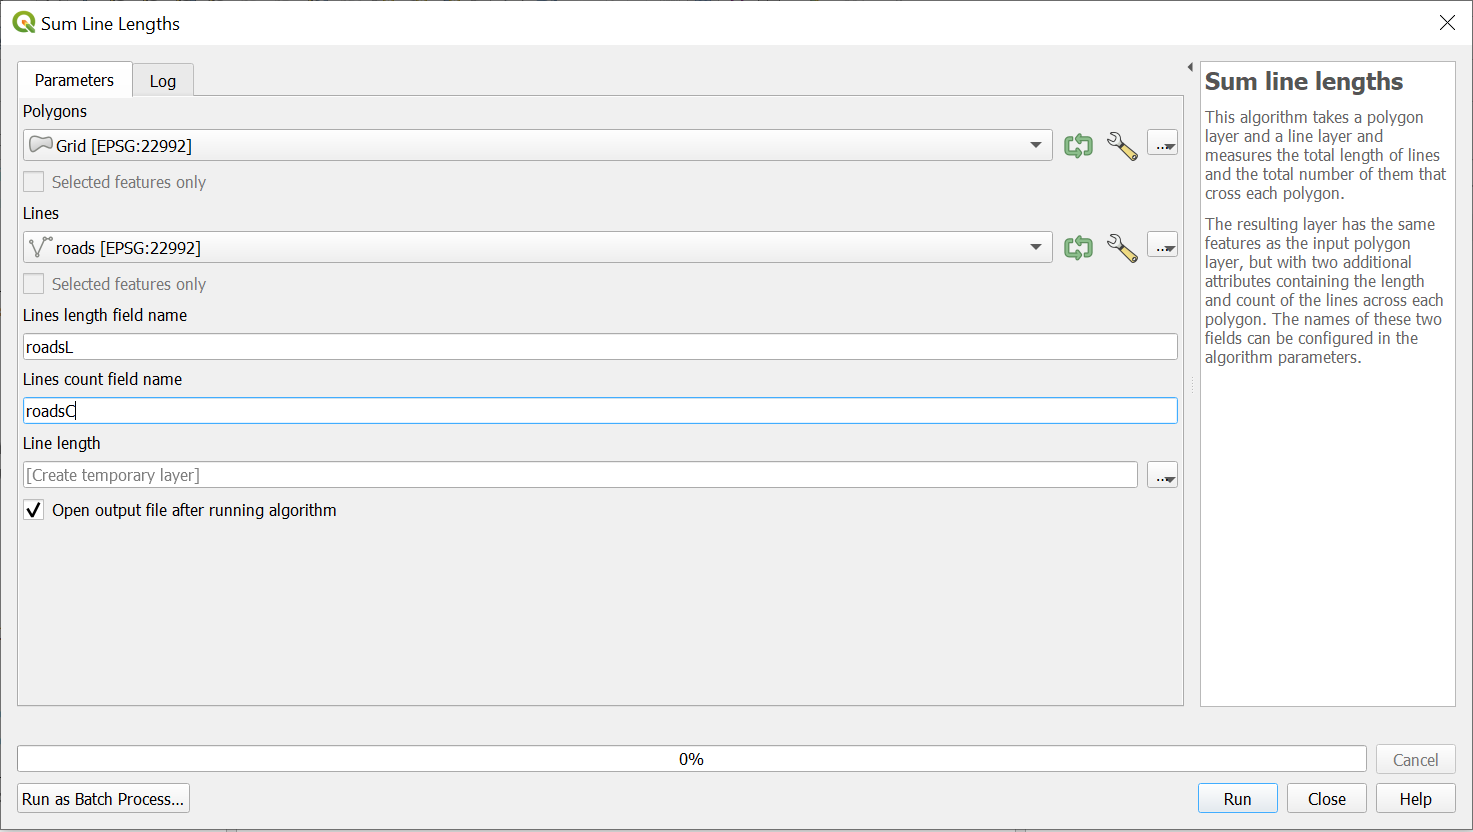 Sum Line Lengths
Parameters
Log
Polygons
Grid [EPSG:22992]
...
Selected features only
Lines
roads [EPSG:22992]
...
Selected features only
Lines length field name
roadsL
Lines count field name
roadsC
Line length
[Create temporary layer]
...
Open output file after running algorithm
Sum line lengths
This algorithm takes a polygon
layer and a line layer and
measures the total length of lines
and the total number of them that
cross each polygon.
The resulting layer has the same
features as the input polygon
layer, but with two additional
attributes containing the length
and count of the lines across each
polygon. The names of these two
fields can be configured in the
algorithm parameters.
0%
Cancel
Run as Batch Process...
Run
Close
Help